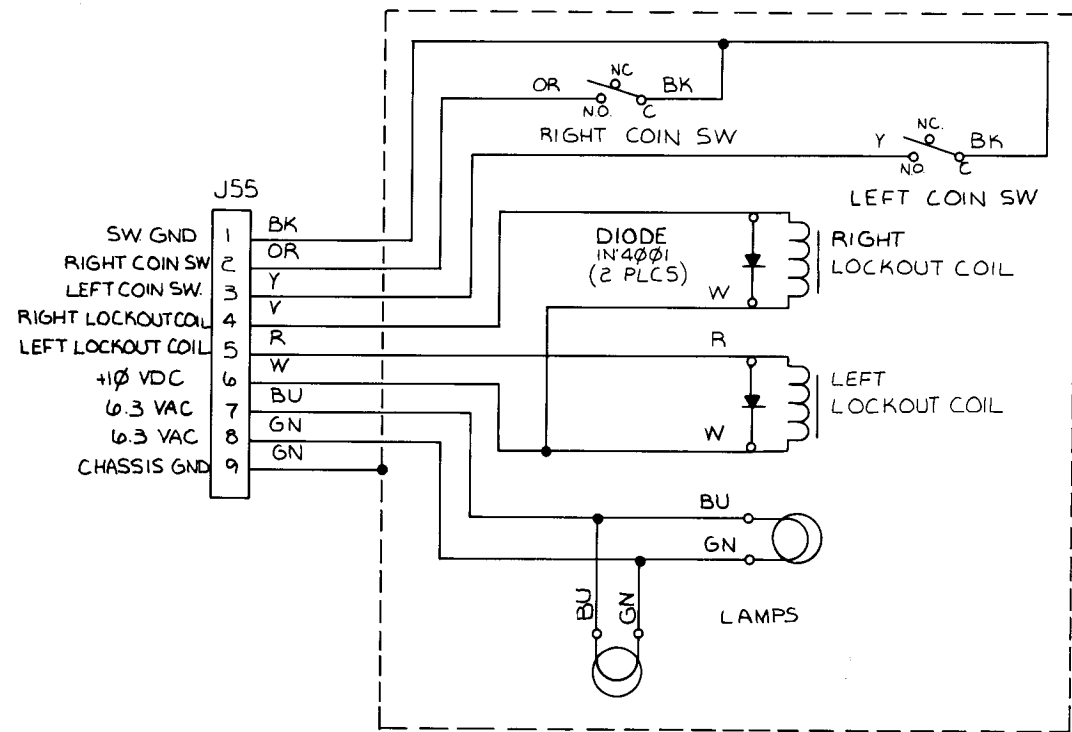 OR
NC
BK
N.O.
C
RIGHT COIN SW
Y
NC.
BK
N.O.
C
LEFT COIN SW
J55
SW. GND 1 BK
RIGHT COIN SW 2 OR
LEFT COIN SW. 3 Y
RIGHT LOCKOUT COIL 4 V
LEFT LOCKOUT COIL 5 R
+1Ø VDC 6 W
6.3 VAC 7 BU
6.3 VAC 8 GN
CHASSIS GND 9 GN
DIODE
IN'4ØØ1
(2 PLCS)
W
RIGHT
LOCKOUT COIL
R
W
LEFT
LOCKOUT COIL
BU
GN
BU
GN
LAMPS